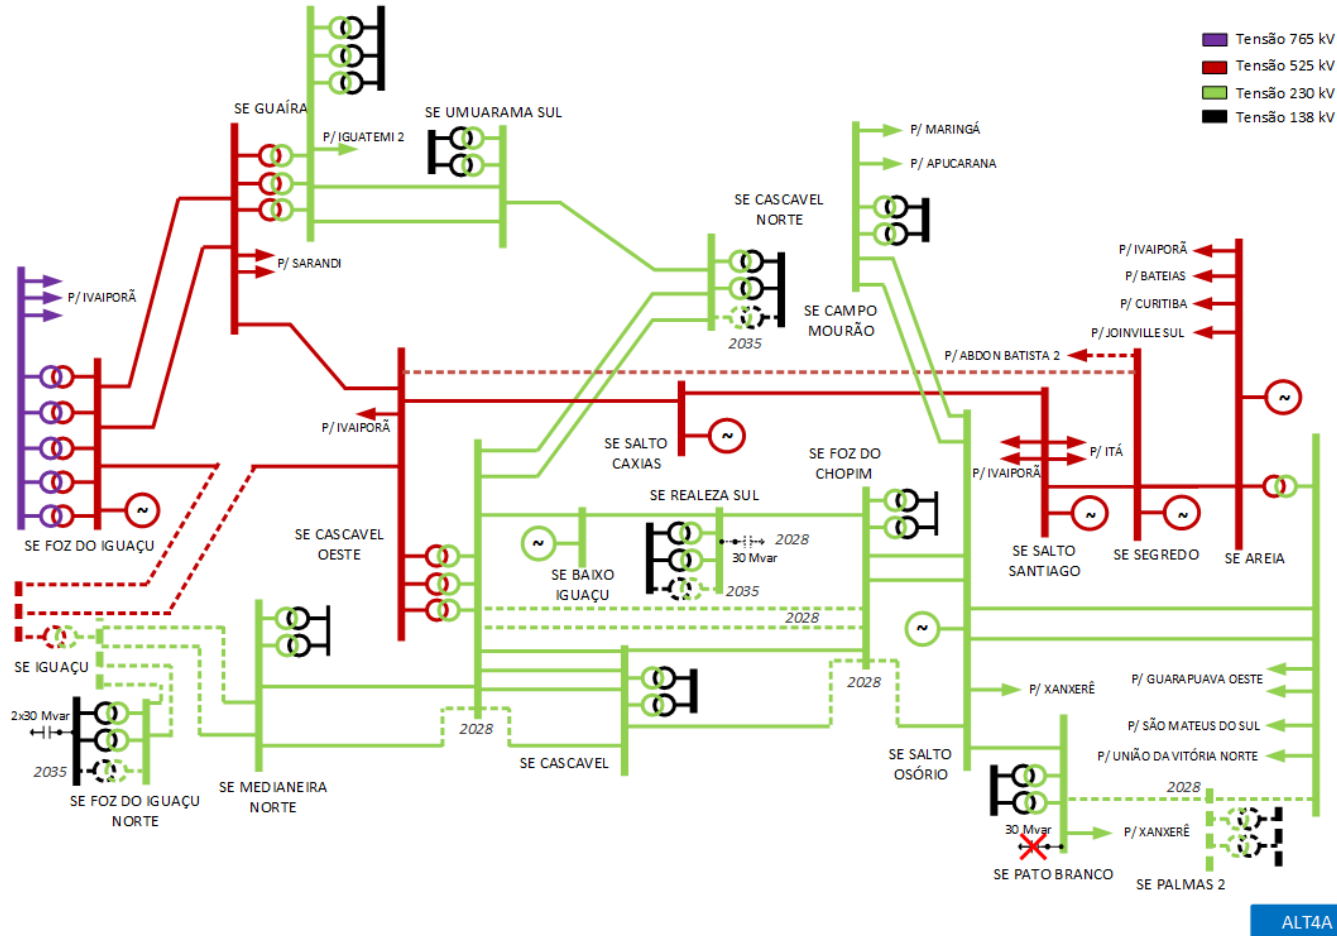 Tensão 765 kV
Tensão 525 kV
Tensão 230 kV
Tensão 138 kV
SE GUAÍRA
SE UMUARAMA SUL
P/ IGUATEMI 2
P/ MARINGÁ
P/ APUCARANA
SE CASCAVEL
NORTE
P/ SARANDI
P/ IVAIPORÃ
SE CAMPO
MOURÃO
2035
P/ IVAIPORÃ
P/ BATEIAS
P/ CURITIBA
P/ JOINVILLE SUL
P/ ABDON BATISTA 2
~
P/ IVAIPORÃ
~
SE SALTO
CAXIAS
SE FOZ DO
CHOPIM
P/ ITÁ
P/ IVAIPORÃ
SE REALEZA SUL
~
SE FOZ DO IGUAÇU
SE CASCAVEL
OESTE
~
SE BAIXO
IGUAÇU
2028
30 Mvar
2035
~
~
SE SALTO
SANTIAGO
SE SEGREDO
SE AREIA
2028
~
SE IGUAÇU
2x30 Mvar
2035
SE FOZ DO IGUAÇU
NORTE
SE MEDIANEIRA
NORTE
2028
SE CASCAVEL
2028
SE SALTO
OSÓRIO
P/ XANXERÊ
P/ GUARAPUAVA OESTE
P/ SÃO MATEUS DO SUL
P/ UNIÃO DA VITÓRIA NORTE
2028
30 Mvar
P/ XANXERÊ
SE PATO BRANCO
SE PALMAS 2
ALT4A